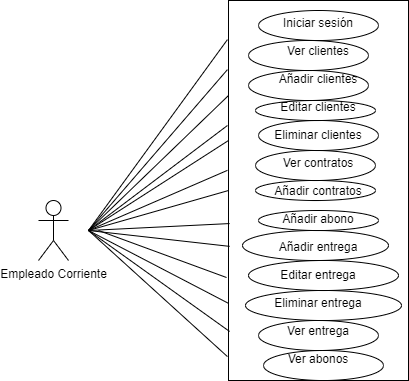 Iniciar sesión
Ver clientes
Añadir clientes
Editar clientes
Eliminar clientes
Ver contratos
Añadir contratos
Añadir abono
Añadir entrega
Editar entrega
Eliminar entrega
Ver entrega
Ver abonos
Empleado Corriente